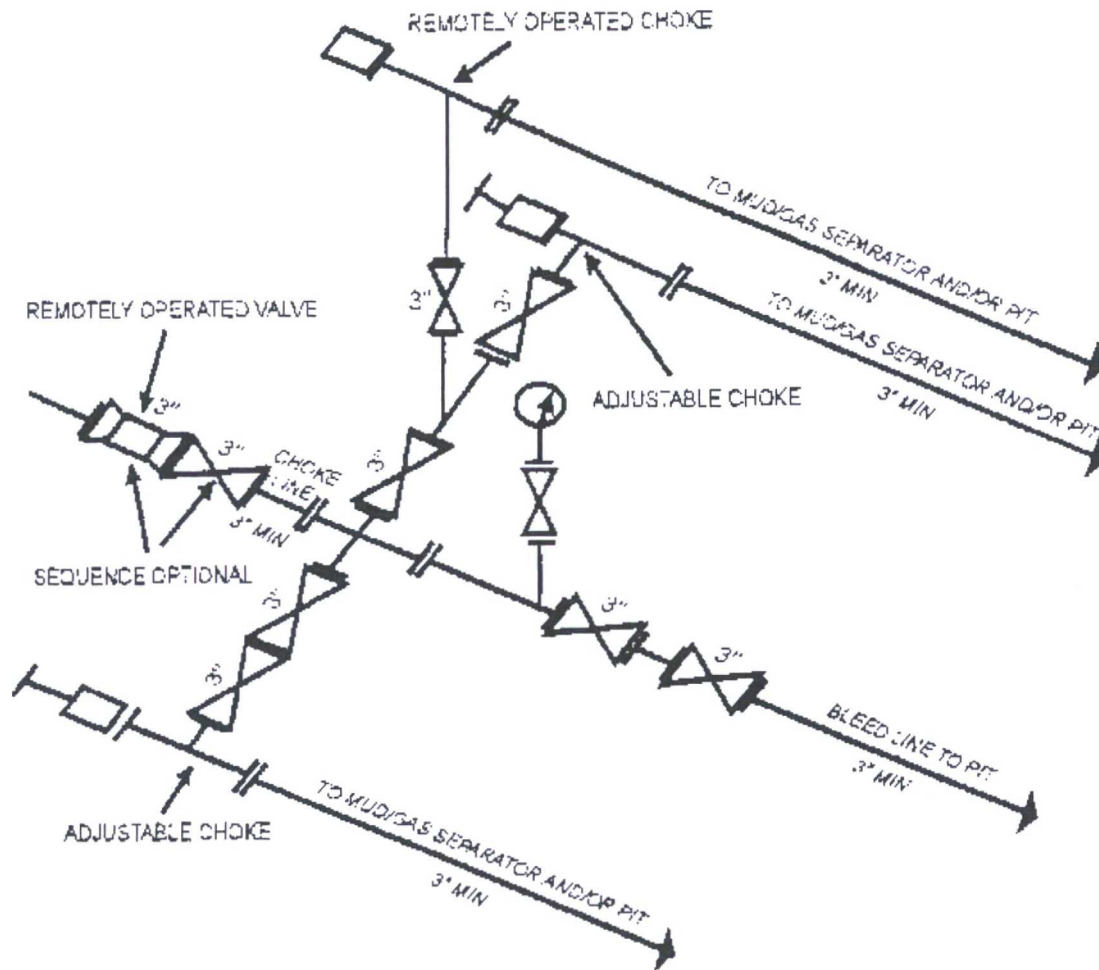 REMOTELY OPERATED CHOKE
TO MUD/GAS SEPARATOR AND/OR PIT
3" MIN
TO MUD/GAS SEPARATOR AND/OR PIT
3" MIN
3"
3"
REMOTELY OPERATED VALVE
ADJUSTABLE CHOKE
3"
3"
3"
CHOKE
LINE
3" MIN
SEQUENCE OPTIONAL
3"
3"
3"
3"
BLEED LINE TO PIT
3" MIN
ADJUSTABLE CHOKE
TO MUD/GAS SEPARATOR AND/OR PIT
3" MIN